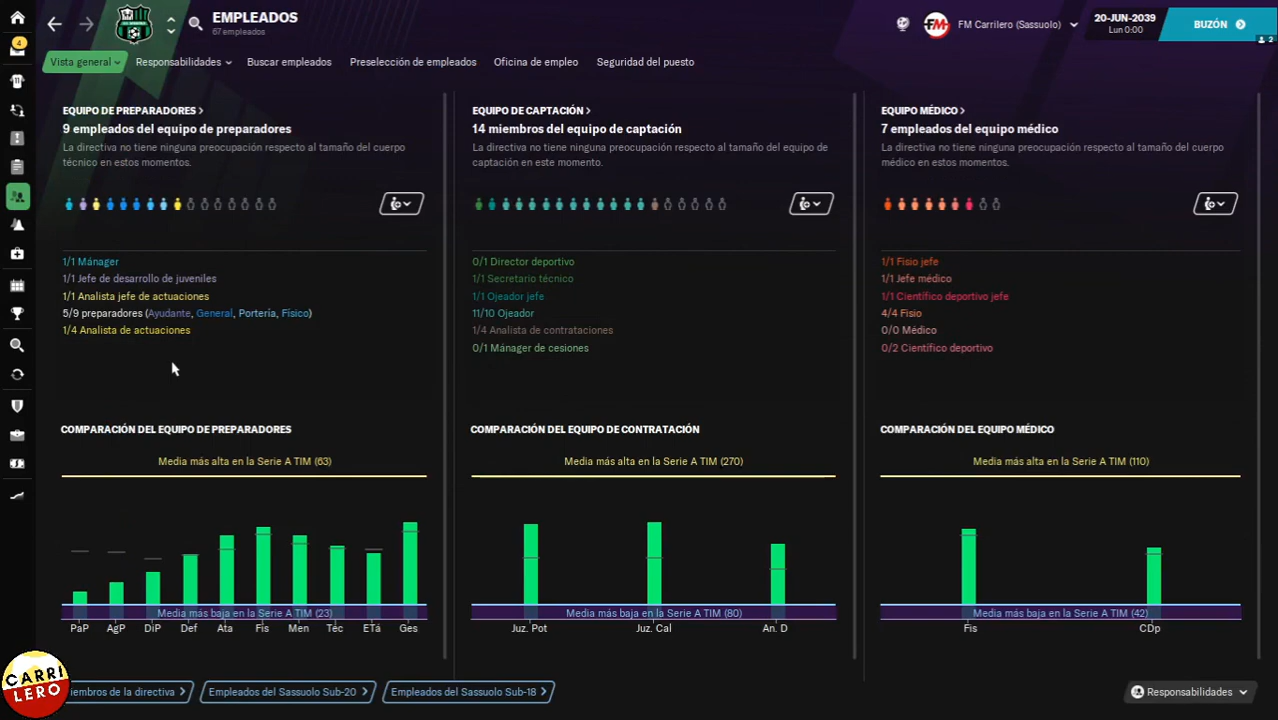 EMPLEADOS
67 empleados
FM
FM Carrilero (Sassuolo)
20-JUN-2039
Lun 0:00
BUZÓN
2
4
11
Vista general
Responsabilidades
Buscar empleados
Preselección de empleados
Oficina de empleo
Seguridad del puesto
EQUIPO DE PREPARADORES
9 empleados del equipo de preparadores
La directiva no tiene ninguna preocupación respecto al tamaño del cuerpo
técnico en estos momentos.
1/1 Mánager
1/1 Jefe de desarrollo de juveniles
1/1 Analista jefe de actuaciones
5/9 preparadores (Ayudante, General, Portería, Físico)
1/4 Analista de actuaciones
COMPARACIÓN DEL EQUIPO DE PREPARADORES
Media más alta en la Serie A TIM (63)
Media más baja en la Serie A TIM (23)
PaP AgP DiP Def Ata Fís Men Téc ETá Ges
EQUIPO DE CAPTACIÓN
14 miembros del equipo de captación
La directiva no tiene ninguna preocupación respecto al tamaño del equipo de
captación en este momento.
0/1 Director deportivo
1/1 Secretario técnico
1/1 Ojeador jefe
11/10 Ojeador
1/4 Analista de contrataciones
0/1 Mánager de cesiones
COMPARACIÓN DEL EQUIPO DE CONTRATACIÓN
Media más alta en la Serie A TIM (270)
Media más baja en la Serie A TIM (80)
Juz. Pot Juz. Cal An. D
EQUIPO MÉDICO
7 empleados del equipo médico
La directiva no tiene ninguna preocupación respecto al tamaño del cuerpo
médico en estos momentos.
1/1 Fisio jefe
1/1 Jefe médico
1/1 Científico deportivo jefe
4/4 Fisio
0/0 Médico
0/2 Científico deportivo
COMPARACIÓN DEL EQUIPO MÉDICO
Media más alta en la Serie A TIM (110)
Media más baja en la Serie A TIM (42)
Fis CDp
CARRI
LERO
iembros de la directiva
Empleados del Sassuolo Sub-20
Empleados del Sassuolo Sub-18
Responsabilidades